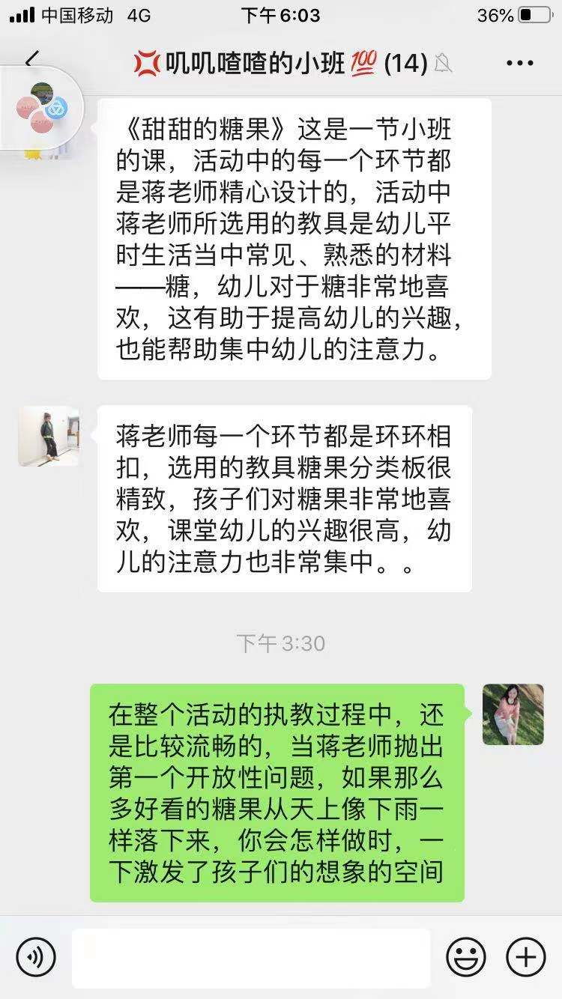 中国移动 4G 下午6:03 36%
叽叽喳喳的小班💯(14)
《甜甜的糖果》这是一节小班
的课，活动中的每一个环节都
是蒋老师精心设计的，活动中
蒋老师所选用的教具是幼儿平
时生活当中常见、熟悉的材料
——糖，幼儿对于糖非常地喜
欢，这有助于提高幼儿的兴趣，
也能帮助集中幼儿的注意力。
蒋老师每一个环节都是环环相
扣，选用的教具糖果分类板很
精致，孩子们对糖果非常地喜
欢，课堂幼儿的兴趣很高，幼
儿的注意力也非常集中。。
下午3:30
在整个活动的执教过程中，还
是比较流畅的，当蒋老师抛出
第一个开放性问题，如果那么
多好看的糖果从天上像下雨一
样落下来，你会怎样做时，一
下激发了孩子们的想象的空间